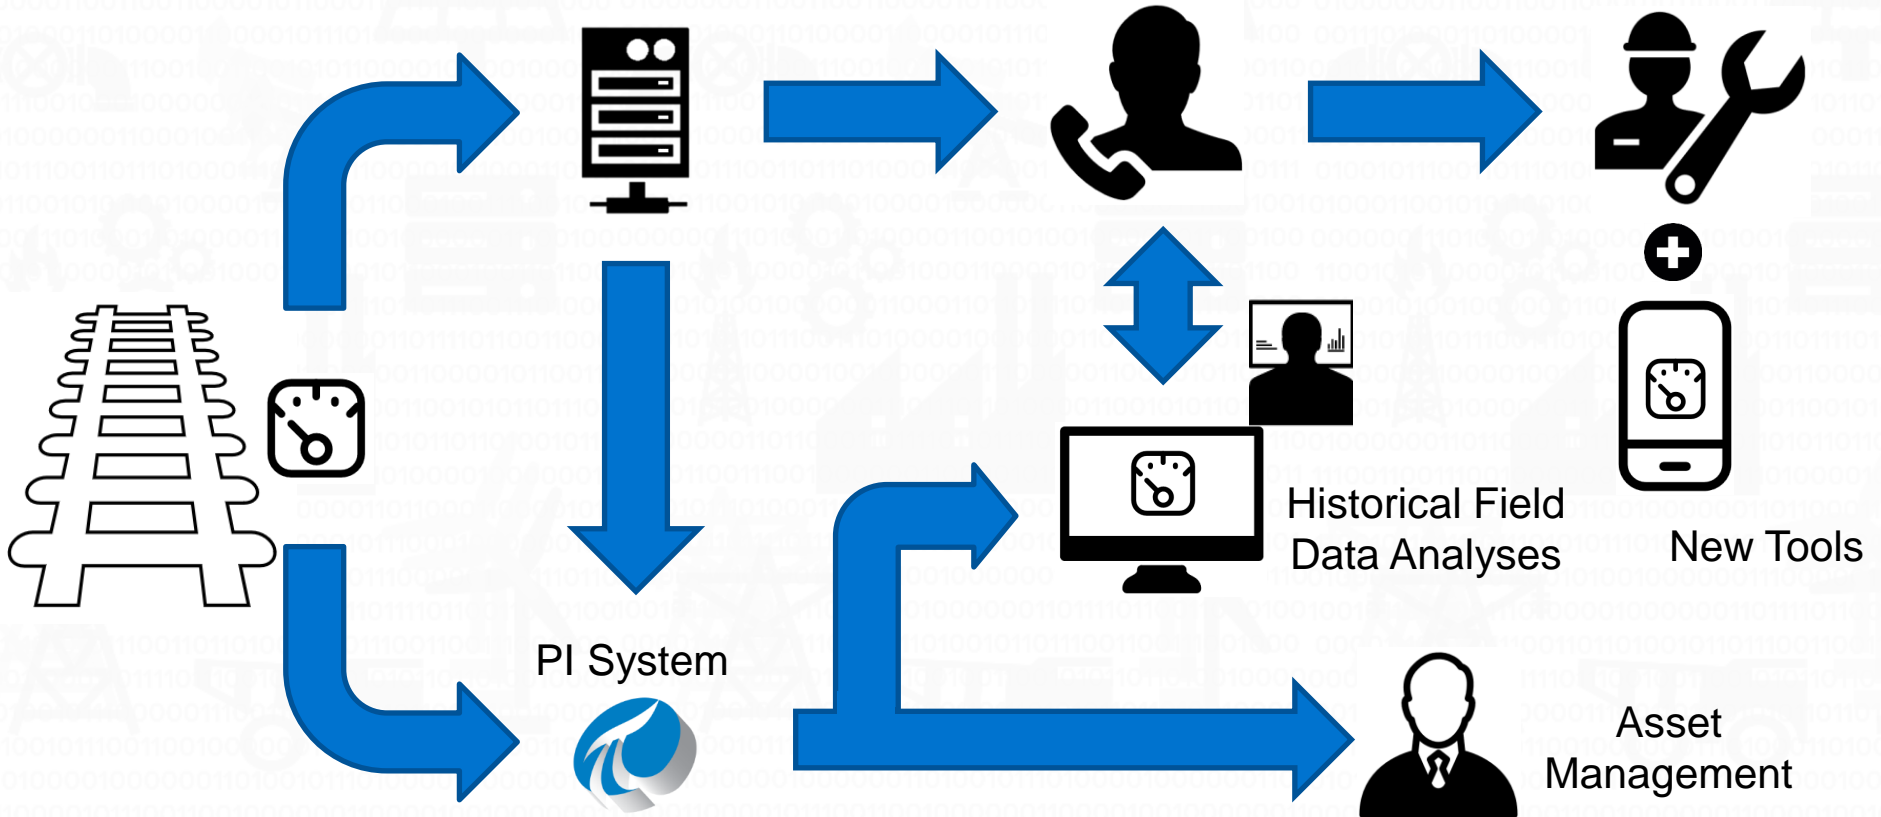 Historical Field
Data Analyses
New Tools
PI System
Asset
Management